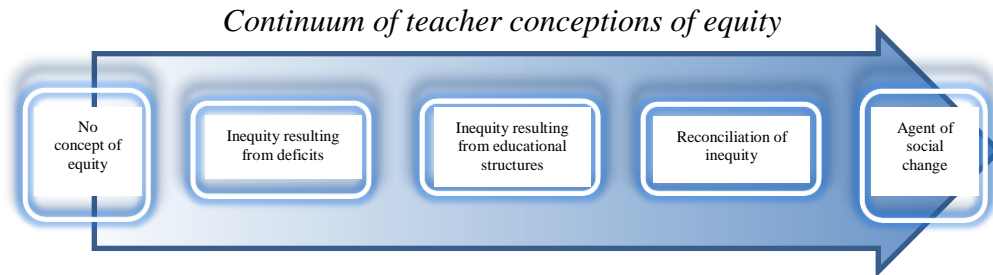 Continuum of teacher conceptions of equity
No
concept of
equity
Inequity resulting
from deficits
Inequity resulting
from educational
structures
Reconciliation of
inequity
Agent of
social
change